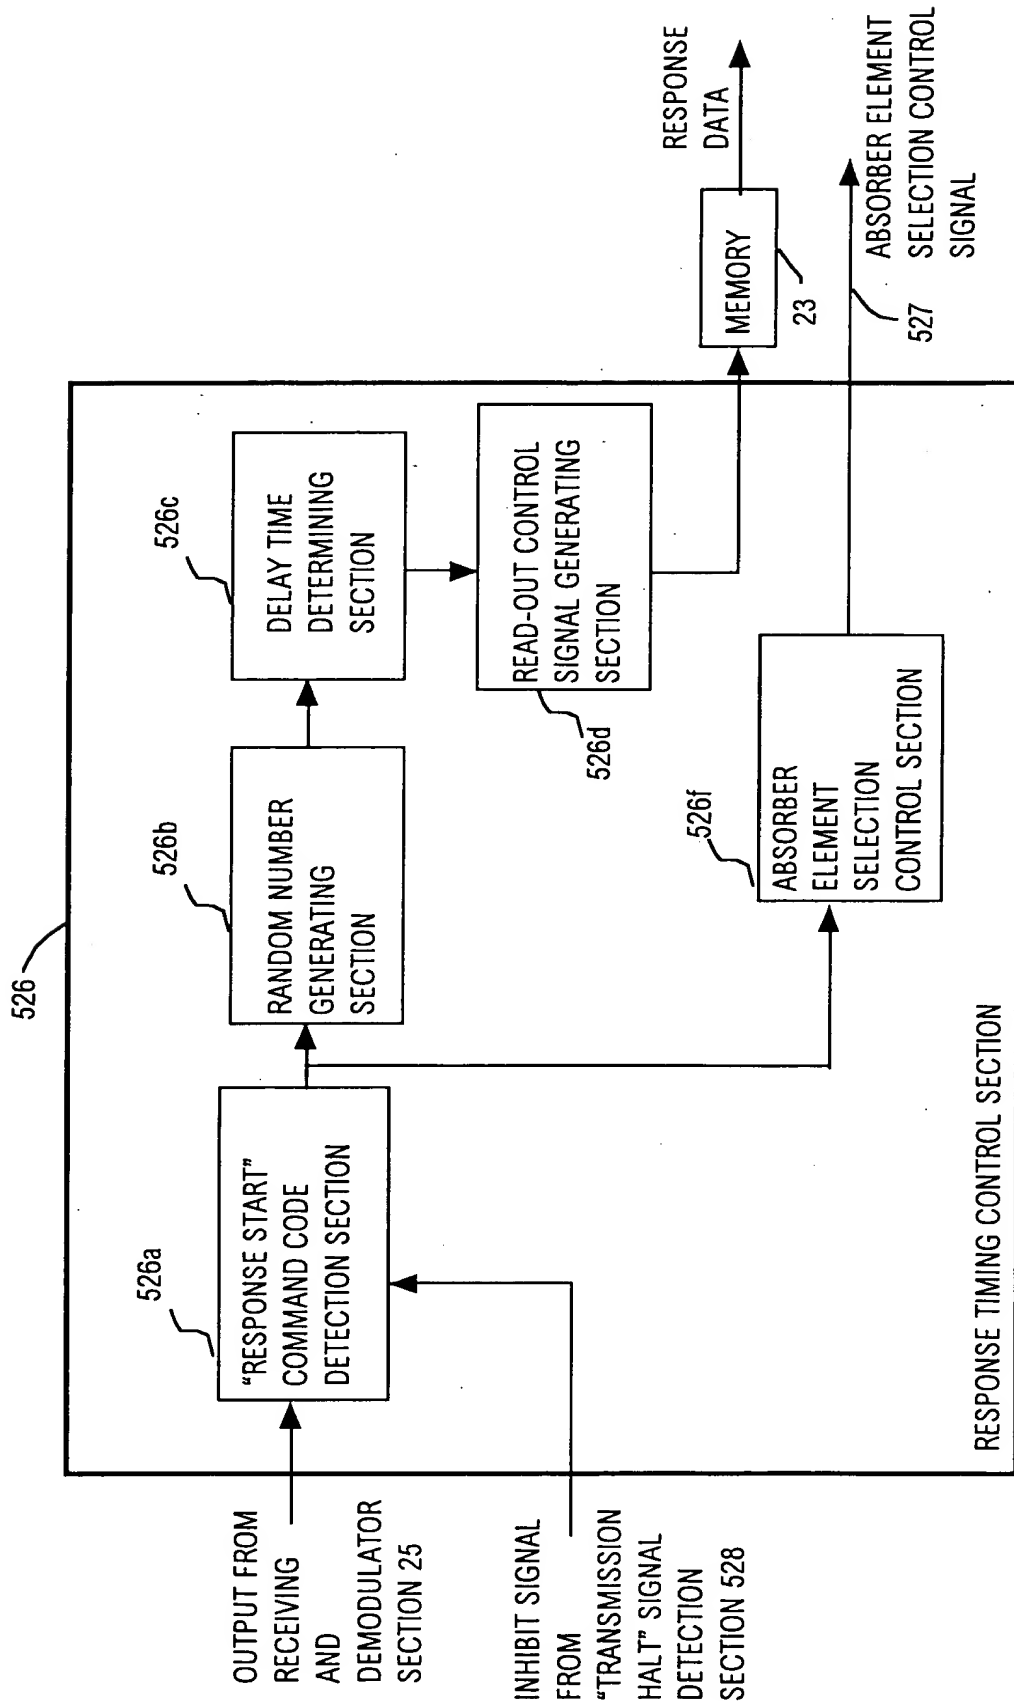 526
OUTPUT FROM
RECEIVING
AND
DEMODULATOR
SECTION 25
INHIBIT SIGNAL
FROM
"TRANSMISSION
HALT" SIGNAL
DETECTION
SECTION 528
526a
"RESPONSE START"
COMMAND CODE
DETECTION SECTION
526b
RANDOM NUMBER
GENERATING
SECTION
526c
DELAY TIME
DETERMINING
SECTION
READ-OUT CONTROL
SIGNAL GENERATING
SECTION
526d
526f
ABSORBER
ELEMENT
SELECTION
CONTROL SECTION
MEMORY
23
RESPONSE
DATA
527
ABSORBER ELEMENT
SELECTION CONTROL
SIGNAL
RESPONSE TIMING CONTROL SECTION